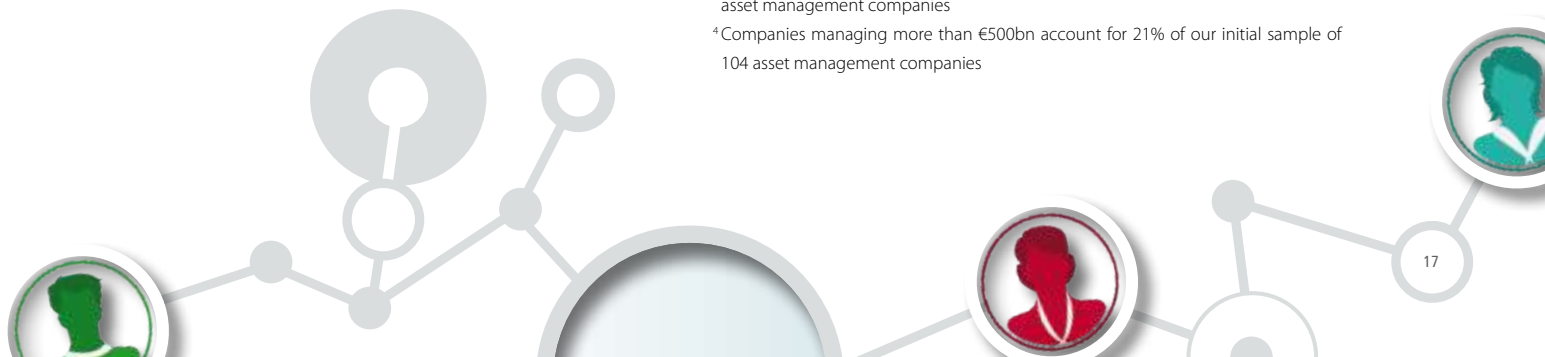 asset management companies
⁴ Companies managing more than €500bn account for 21% of our initial sample of
104 asset management companies
17